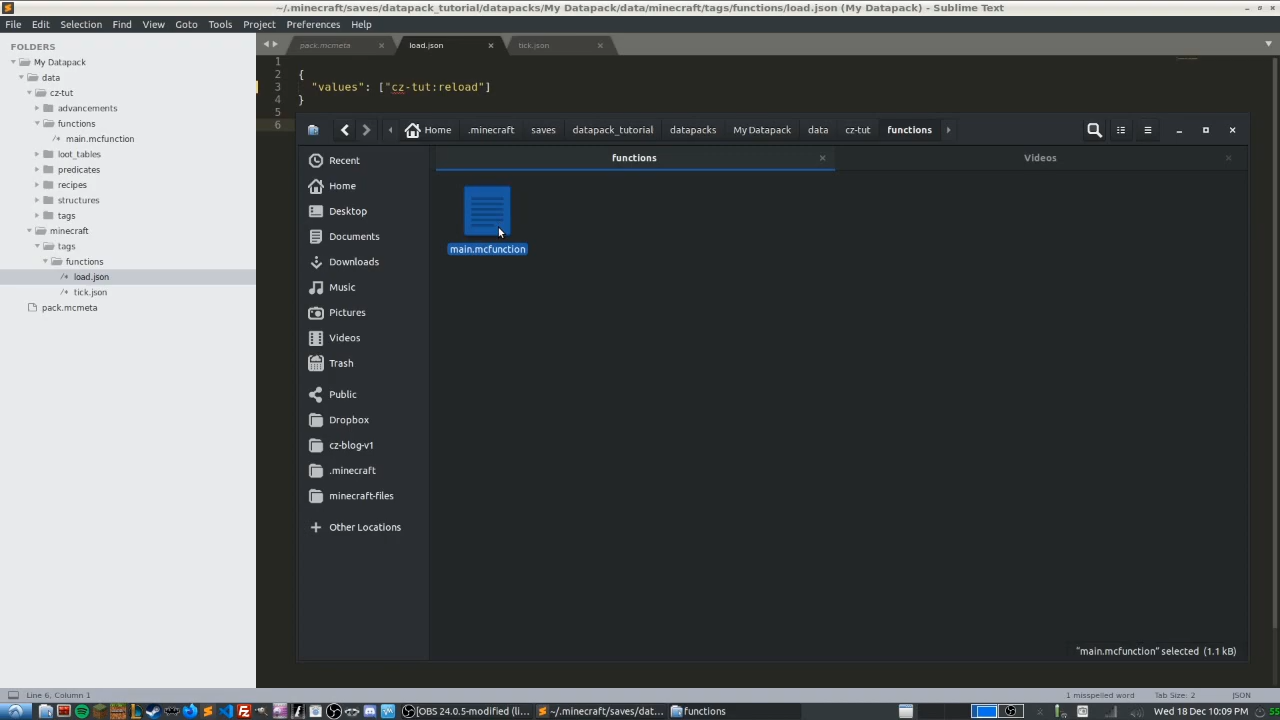 ~/.minecraft/saves/datapack_tutorial/datapacks/My Datapack/data/minecraft/tags/functions/load.json (My Datapack) - Sublime Text
File Edit Selection Find View Goto Tools Project Preferences Help
FOLDERS
My Datapack
data
cz-tut
advancements
functions
main.mcfunction
loot_tables
predicates
recipes
structures
tags
minecraft
tags
functions
load.json
tick.json
pack.mcmeta
pack.mcmeta load.json tick.json
1
2 {
3 "values": ["cz-tut:reload"]
4 }
5
6
Home .minecraft saves datapack_tutorial datapacks My Datapack data cz-tut functions
Recent
Home
Desktop
Documents
Downloads
Music
Pictures
Videos
Trash
Public
Dropbox
cz-blog-v1
.minecraft
minecraft-files
Other Locations
functions Videos
main.mcfunction
"main.mcfunction" selected (1.1 kB)
Line 6, Column 1 1 misspelled word Tab Size: 2 JSON
[OBS 24.0.5-modified (li... ~/.minecraft/saves/dat... functions Wed 18 Dec 10:09 PM 55